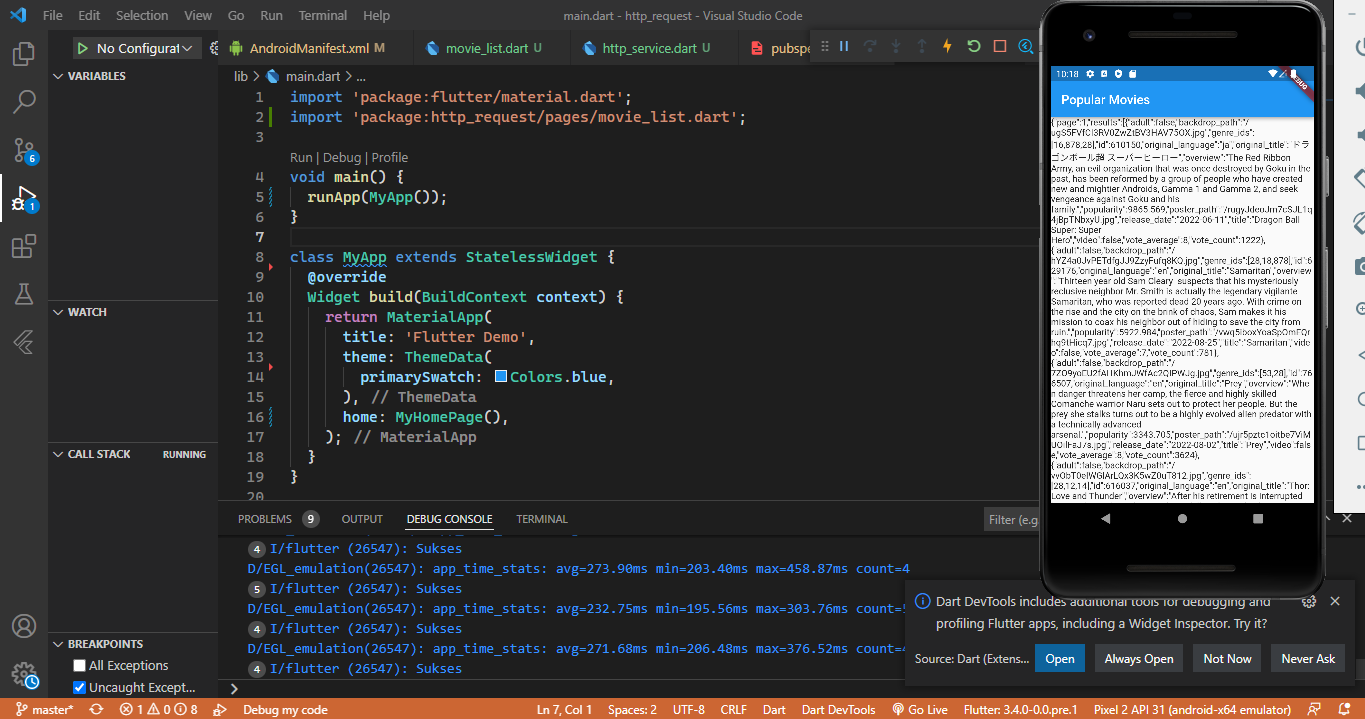 File Edit Selection View Go Run Terminal Help
main.dart - http_request - Visual Studio Code
No Configurat
AndroidManifest.xml M
movie_list.dart U
http_service.dart U
pubspe
VARIABLES
WATCH
CALL STACK
RUNNING
BREAKPOINTS
All Exceptions
Uncaught Except...
6
1
lib > main.dart > ...
1 import 'package:flutter/material.dart';
2 import 'package:http_request/pages/movie_list.dart';
3
Run | Debug | Profile
4 void main() {
5 runApp(MyApp());
6 }
7
8 class MyApp extends StatelessWidget {
9 @override
10 Widget build(BuildContext context) {
11 return MaterialApp(
12 title: 'Flutter Demo',
13 theme: ThemeData(
14 primarySwatch: Colors.blue,
15 ), // ThemeData
16 home: MyHomePage(),
17 ); // MaterialApp
18 }
19 }
20
PROBLEMS 9 OUTPUT DEBUG CONSOLE TERMINAL
Filter (e.g
4 I/flutter (26547): Sukses
D/EGL_emulation(26547): app_time_stats: avg=273.90ms min=203.40ms max=458.87ms count=4
5 I/flutter (26547): Sukses
D/EGL_emulation(26547): app_time_stats: avg=232.75ms min=195.56ms max=303.76ms count=
4 I/flutter (26547): Sukses
D/EGL_emulation(26547): app_time_stats: avg=271.68ms min=206.48ms max=376.52ms count=4
4 I/flutter (26547): Sukses
10:18
Popular Movies
{"page":1,"results":[{"adult":false,"backdrop_path":"/
[16,878,28],"id":610150,"original_language":"ja","original_title":"ドラ
ゴンボール超 スーパーヒーロー","overview":"The Red Ribbon
Army, an evil organization that was once destroyed by Goku in the
past, has been reformed by a group of people who have created
new and mightier Androids, Gamma 1 and Gamma 2, and seek
vengeance against Goku and his
family","popularity":9865.569,"poster_path":"/rugyJdeoJm7cSJL1q
4jBpTNbxyU.jpg","release_date":"2022-06-11","title":"Dragon Ball
Super: Super
Hero","video":false,"vote_average":8,"vote_count":1222},
{"adult":false,"backdrop_path":"/
"genre_ids":[28,18,878],"id":6
29176,"original_language":"en","original_title":"Samaritan","overview
":"Thirteen year old Sam Cleary suspects that his mysteriously
reclusive neighbor Mr. Smith is actually the legendary vigilante
Samaritan, who was reported dead 20 years ago. With crime on
the rise and the city on the brink of chaos, Sam makes it his
mission to coax his neighbor out of hiding to save the city from
ruin.","popularity":5922.984,"poster_path":"/vwq5iboxYoaSpOmEQr
hq9tHicq7.jpg","release_date":"2022-08-25","title":"Samaritan","vide
o":false,"vote_average":7,"vote_count":781},
{"adult":false,"backdrop_path":"/
"genre_ids":[53,28],"id":76
6507,"original_language":"en","original_title":"Prey","overview":"Whe
n danger threatens her camp, the fierce and highly skilled
Comanche warrior Naru sets out to protect her people. But the
prey she stalks turns out to be a highly evolved alien predator with
a technically advanced
arsenal.","popularity":3343.705,"poster_path":"/ujr5pztc1oitbe7ViM
"release_date":"2022-08-02","title":"Prey","video":fals
e,"vote_average":8,"vote_count":3624},
{"adult":false,"backdrop_path":"/
"genre_ids":
[28,12,14],"id":616037,"original_language":"en","original_title":"Thor:
Love and Thunder","overview":"After his retirement is interrupted
Dart DevTools includes additional tools for debugging and
profiling Flutter apps, including a Widget Inspector. Try it?
Source: Dart (Extens...
Open
Always Open
Not Now
Never Ask
master* 1 0 8 Debug my code
Ln 7, Col 1 Spaces: 2 UTF-8 CRLF Dart Dart DevTools Go Live Flutter: 3.4.0-0.0.pre.1 Pixel 2 API 31 (android-x64 emulator)